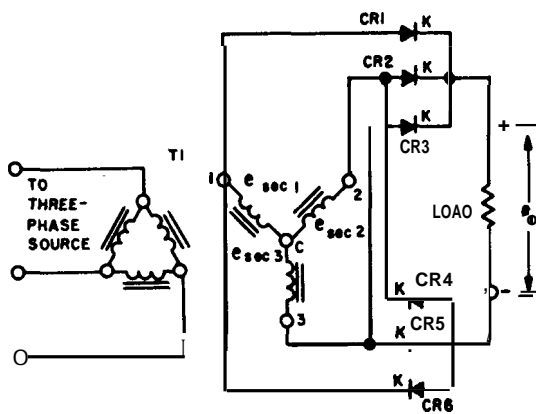 CR1 K
CR2 K
K
CR3
T1
TO
THREE-
PHASE
SOURCE
1
e sec 1
2
e sec 2
e sec 3
C
3
+
LOAO
-
K CR4
CR5
K
K
CR6